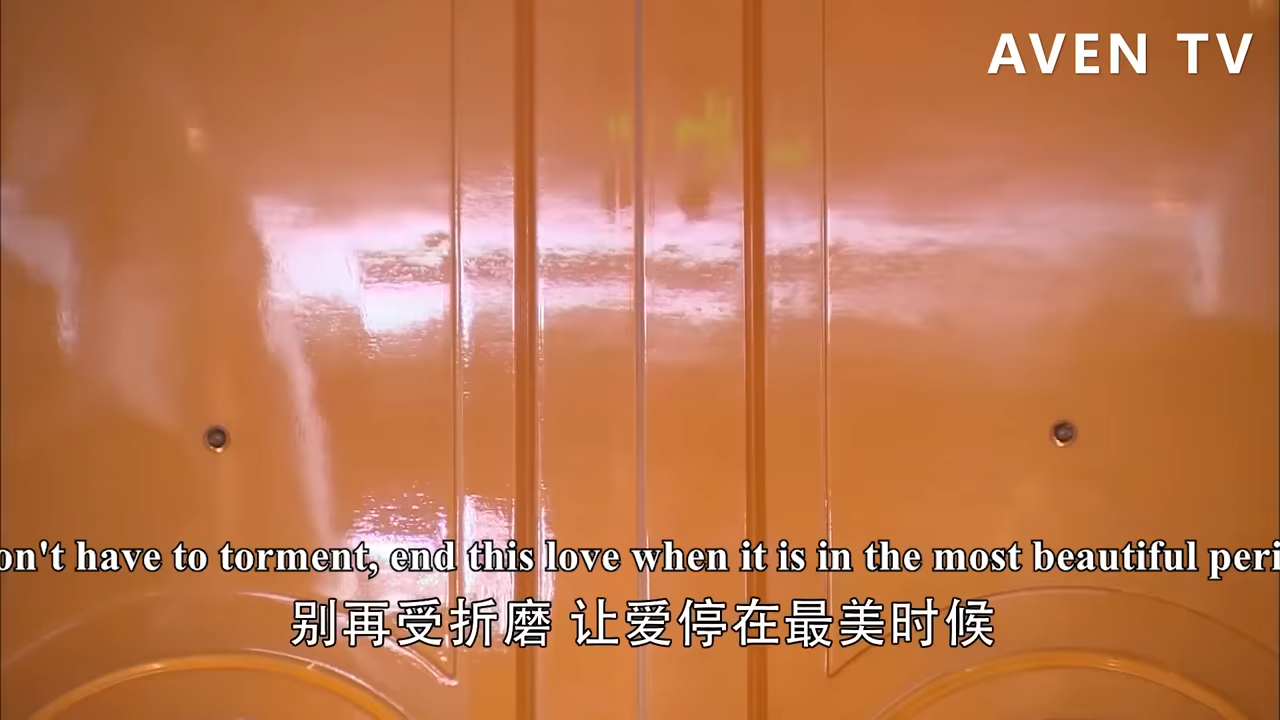 AVEN TV
on't have to torment, end this love when it is in the most beautiful peri
别再受折磨 让爱停在最美时候